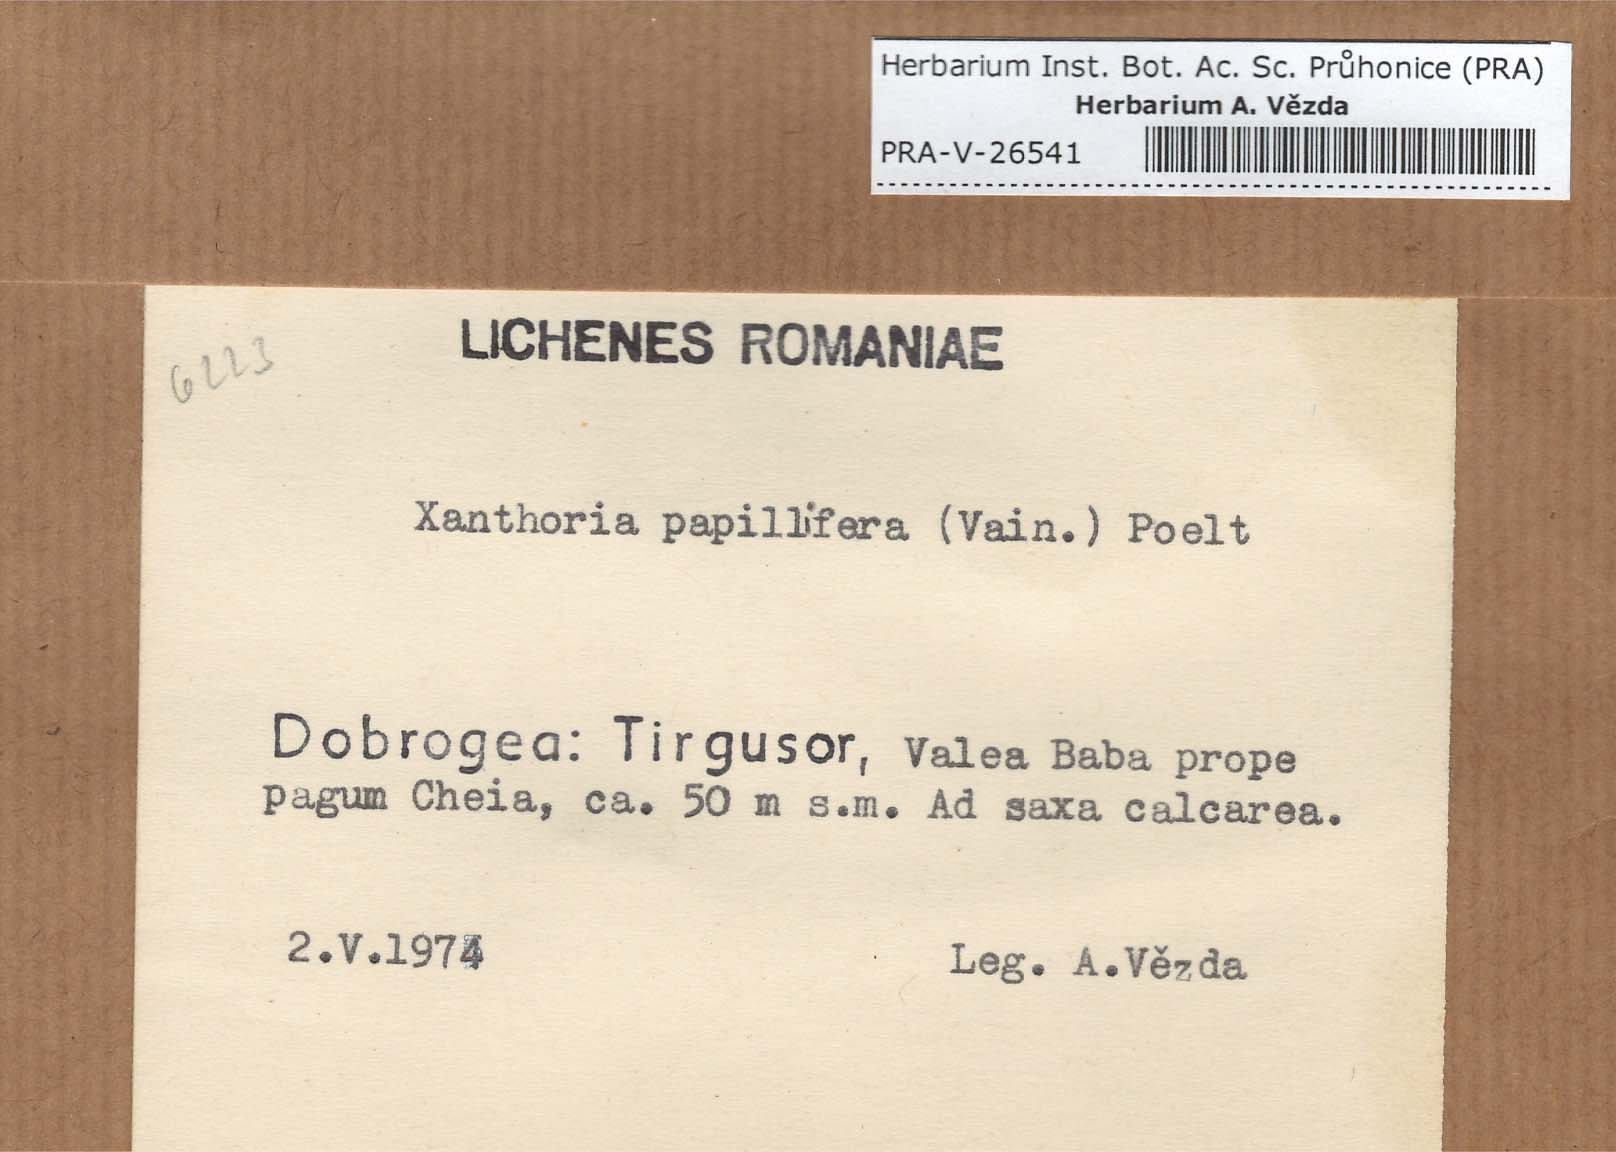 Herbarium Inst. Bot. Ac. Sc. Průhonice (PRA)
Herbarium A. Vězda
PRA-V-26541
6223
LICHENES ROMANIAE
Xanthoria papillifera (Vain.) Poelt
Dobrogea: Tirgusor, Valea Baba prope
pagum Cheia, ca. 50 m s.m. Ad saxa calcarea.
2.V.1974
Leg. A.Vězda